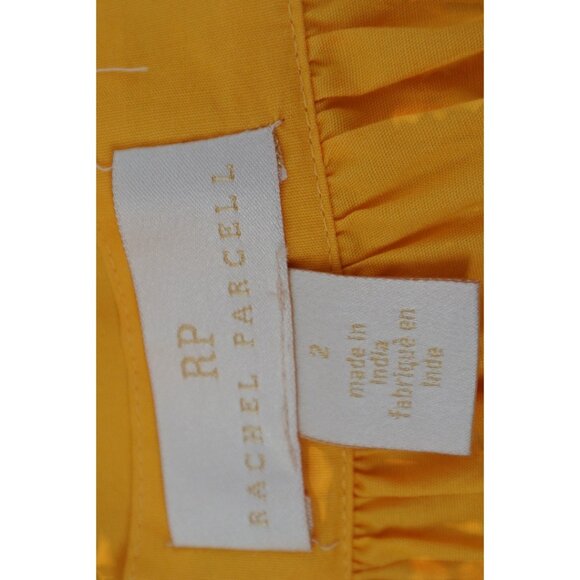 RP
RACHEL PARCELL
2
made in
India
fabriqué en
Inde